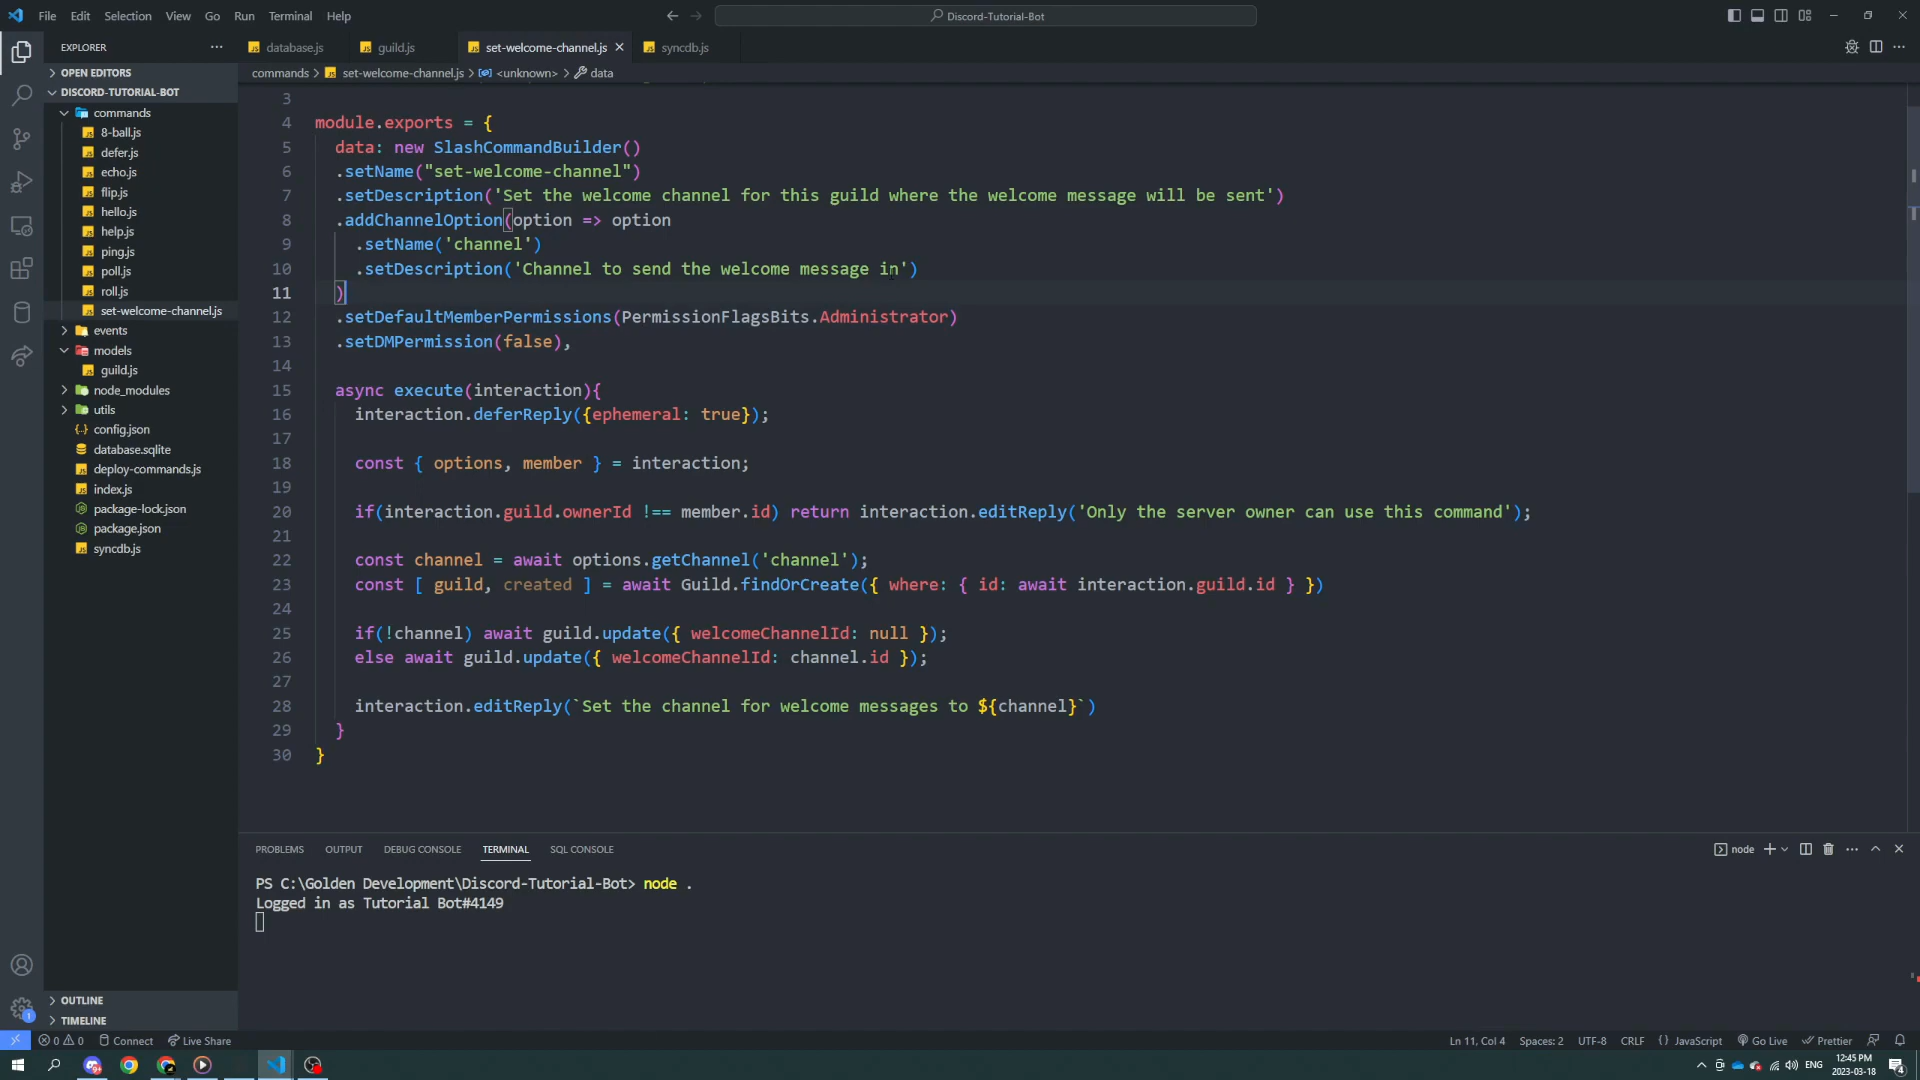 File Edit Selection View Go Run Terminal Help
Discord-Tutorial-Bot
EXPLORER
database.js
guild.js
set-welcome-channel.js
syncdb.js
OPEN EDITORS
DISCORD-TUTORIAL-BOT
commands
8-ball.js
defer.js
echo.js
flip.js
hello.js
help.js
ping.js
poll.js
roll.js
set-welcome-channel.js
events
models
guild.js
node_modules
utils
config.json
database.sqlite
deploy-commands.js
index.js
package-lock.json
package.json
syncdb.js
OUTLINE
TIMELINE
commands > set-welcome-channel.js > <unknown> > data
3
4 module.exports = {
5 data: new SlashCommandBuilder()
6 .setName("set-welcome-channel")
7 .setDescription('Set the welcome channel for this guild where the welcome message will be sent')
8 .addChannelOption(option => option
9 .setName('channel')
10 .setDescription('Channel to send the welcome message in')
11 )
12 .setDefaultMemberPermissions(PermissionFlagsBits.Administrator)
13 .setDMPermission(false),
14
15 async execute(interaction){
16 interaction.deferReply({ephemeral: true});
17
18 const { options, member } = interaction;
19
20 if(interaction.guild.ownerId !== member.id) return interaction.editReply('Only the server owner can use this command');
21
22 const channel = await options.getChannel('channel');
23 const [ guild, created ] = await Guild.findOrCreate({ where: { id: await interaction.guild.id } })
24
25 if(!channel) await guild.update({ welcomeChannelId: null });
26 else await guild.update({ welcomeChannelId: channel.id });
27
28 interaction.editReply(`Set the channel for welcome messages to ${channel}`)
29 }
30 }
PROBLEMS OUTPUT DEBUG CONSOLE TERMINAL SQL CONSOLE
node
PS C:\Golden Development\Discord-Tutorial-Bot> node .
Logged in as Tutorial Bot#4149
0 0 Connect Live Share
Ln 11, Col 4 Spaces: 2 UTF-8 CRLF {} JavaScript Go Live Prettier
ENG
12:45 PM
2023-03-18